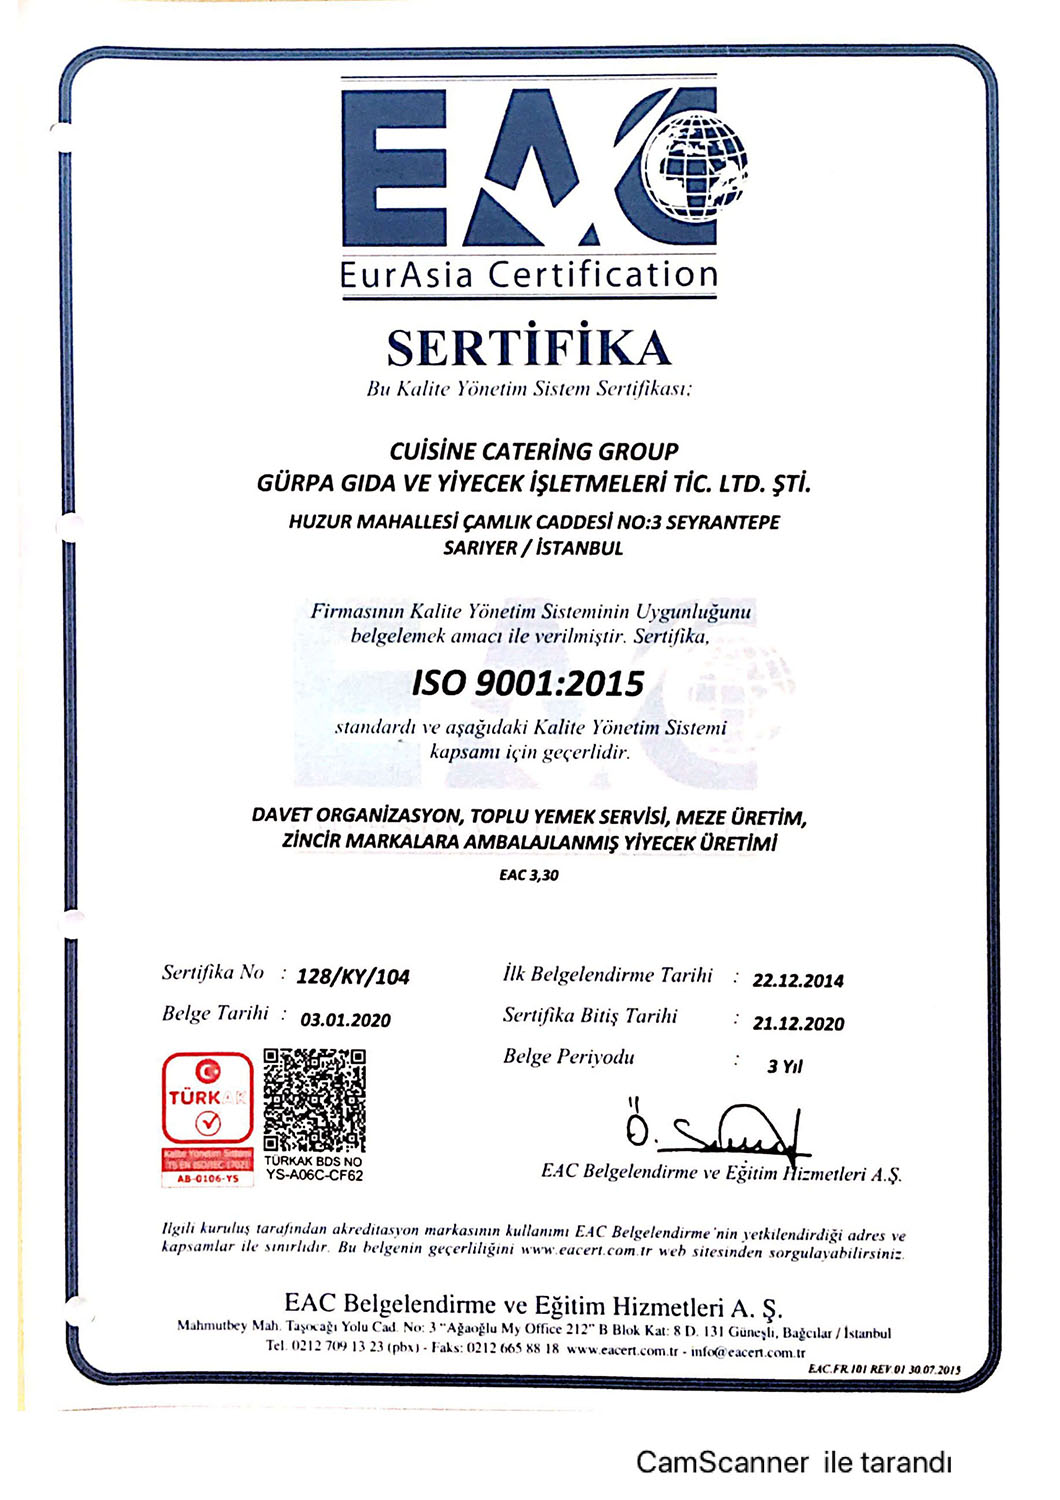 EAC
EurAsia Certification
SERTİFİKA
Bu Kalite Yönetim Sistem Sertifikası;
CUİSİNE CATERİNG GROUP
GÜRPA GIDA VE YİYECEK İŞLETMELERİ TİC. LTD. ŞTİ.
HUZUR MAHALLESİ ÇAMLIK CADDESİ NO:3 SEYRANTEPE
SARIYER / İSTANBUL
Firmasının Kalite Yönetim Sisteminin Uygunluğunu
belgelemek amacı ile verilmiştir. Sertifika,
ISO 9001:2015
standardı ve aşağıdaki Kalite Yönetim Sistemi
kapsamı için geçerlidir.
DAVET ORGANİZASYON, TOPLU YEMEK SERVİSİ, MEZE ÜRETİM,
ZİNCİR MARKALARA AMBALAJLANMIŞ YİYECEK ÜRETİMİ
EAC 3,30
Sertifika No : 128/KY/104
Belge Tarihi : 03.01.2020
İlk Belgelendirme Tarihi : 22.12.2014
Sertifika Bitiş Tarihi : 21.12.2020
Belge Periyodu : 3 Yıl
TÜRKAK
Kalite Yönetim Sistemi
TS EN ISO/IEC 17021
AB-0106-YS
TÜRKAK BDS NO
YS-A06C-CF62
EAC Belgelendirme ve Eğitim Hizmetleri A.Ş.
Ilgili kuruluş tarafından akreditasyon markasının kullanımı EAC Belgelendirme'nin yetkilendirdiği adres ve
kapsamlar ile sınırlıdır. Bu belgenin geçerliliğini www.eacert.com.tr web sitesinden sorgulayabilirsiniz.
EAC Belgelendirme ve Eğitim Hizmetleri A. Ş.
Mahmutbey Mah. Taşocağı Yolu Cad. No: 3 "Ağaoğlu My Office 212" B Blok Kat: 8 D. 131 Güneşli, Bağcılar / İstanbul
Tel. 0212 709 13 23 (pbx) - Faks: 0212 665 88 18 www.eacert.com.tr - info@eacert.com.tr
EAC.FR.101 REV.01 30.07.2015
CamScanner ile tarandı